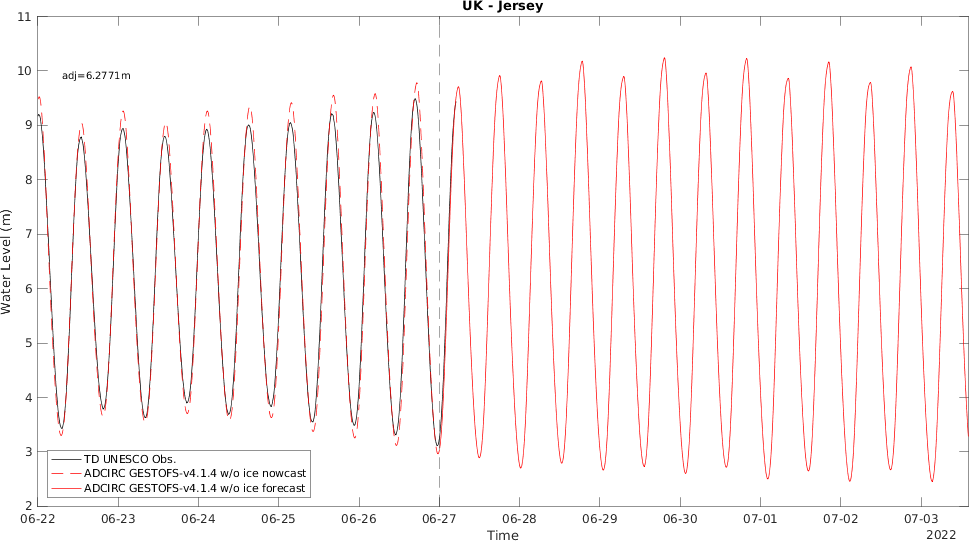 UK - Jersey
adj=6.2771m
11
10
9
8
7
6
5
4
3
2
Water Level (m)
TD UNESCO Obs.
ADCIRC GESTOFS-v4.1.4 w/o ice nowcast
ADCIRC GESTOFS-v4.1.4 w/o ice forecast
06-22 06-23 06-24 06-25 06-26 06-27 06-28 06-29 06-30 07-01 07-02 07-03
Time
2022